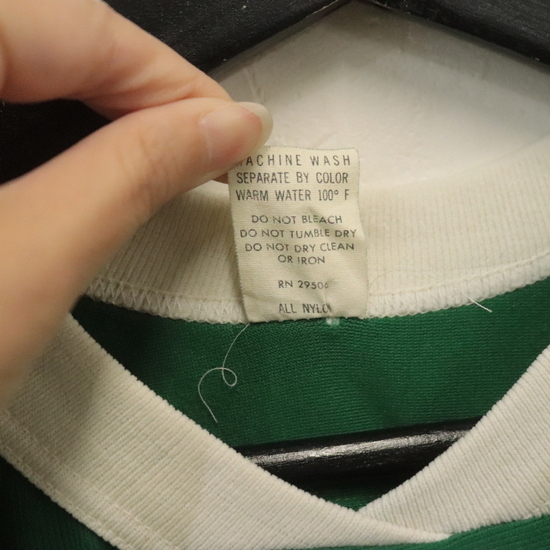 MACHINE WASH
SEPARATE BY COLOR
WARM WATER 100° F
DO NOT BLEACH
DO NOT TUMBLE DRY
DO NOT DRY CLEAN
OR IRON
RN 29506
ALL NYLON